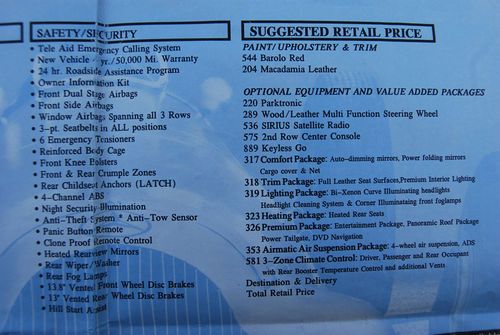 SAFETY/SECURITY
• Tele Aid Emergency Calling System
• New Vehicle yr./50,000 Mi. Warranty
• 24 hr. Roadside Assistance Program
• Owner Information Kit
• Front Dual Stage Airbags
• Front Side Airbags
• Window Airbags Spanning all 3 Rows
• 3-pt. Seatbelts in ALL positions
• 6 Emergency Tensioners
• Reinforced Body Cage
• Front Knee Bolsters
• Front & Rear Crumple Zones
• Rear Childseat Anchors (LATCH)
• 4-Channel ABS
• Night Security Illumination
• Anti-Theft System * Anti-Tow Sensor
• Panic Button Remote
• Clone Proof Remote Control
• Heated Rearview Mirrors
• Rear Wiper/Washer
• Rear Fog Lamps
• 13.8" Vented Front Wheel Disc Brakes
• 13" Vented Rear Wheel Disc Brakes
• Hill Start Assist
SUGGESTED RETAIL PRICE
PAINT/UPHOLSTERY & TRIM
544 Barolo Red
204 Macadamia Leather
OPTIONAL EQUIPMENT AND VALUE ADDED PACKAGES
220 Parktronic
289 Wood/Leather Multi Function Steering Wheel
536 SIRIUS Satellite Radio
575 2nd Row Center Console
889 Keyless Go
317 Comfort Package: Auto-dimming mirrors, Power folding mirrors
Cargo cover & Net
318 Trim Package: Full Leather Seat Surfaces,Premium Interior Lighting
319 Lighting Package: Bi-Xenon Curve Illuminating headlights
Headlight Cleaning System & Corner Illuminating front foglamps
323 Heating Package: Heated Rear Seats
326 Premium Package: Entertainment Package, Panoramic Roof Package
Power Tailgate, DVD Navigation
353 Airmatic Air Suspension Package: 4-wheel air suspension, ADS
581 3-Zone Climate Control: Driver, Passenger and Rear Occupant
with Rear Booster Temperature Control and additional Vents
Destination & Delivery
Total Retail Price